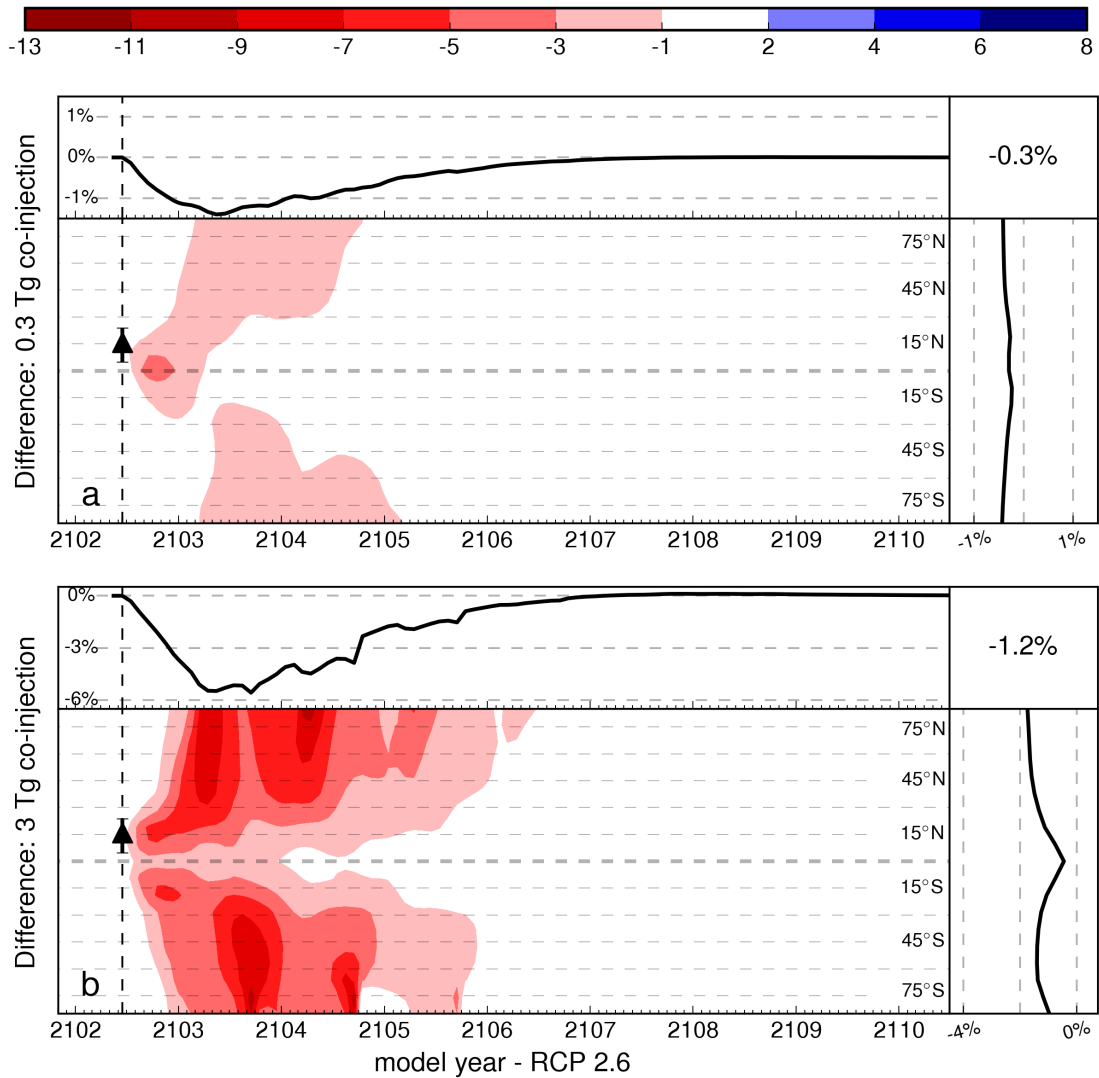 -13 -11 -9 -7 -5 -3 -1 2 4 6 8
Difference: 0.3 Tg co-injection
1%
0%
-1%
-0.3%
75°N
45°N
15°N
15°S
45°S
75°S
a
2102 2103 2104 2105 2106 2107 2108 2109 2110
-1% 1%
Difference: 3 Tg co-injection
0%
-3%
-6%
-1.2%
75°N
45°N
15°N
15°S
45°S
75°S
b
2102 2103 2104 2105 2106 2107 2108 2109 2110
-4% 0%
model year - RCP 2.6